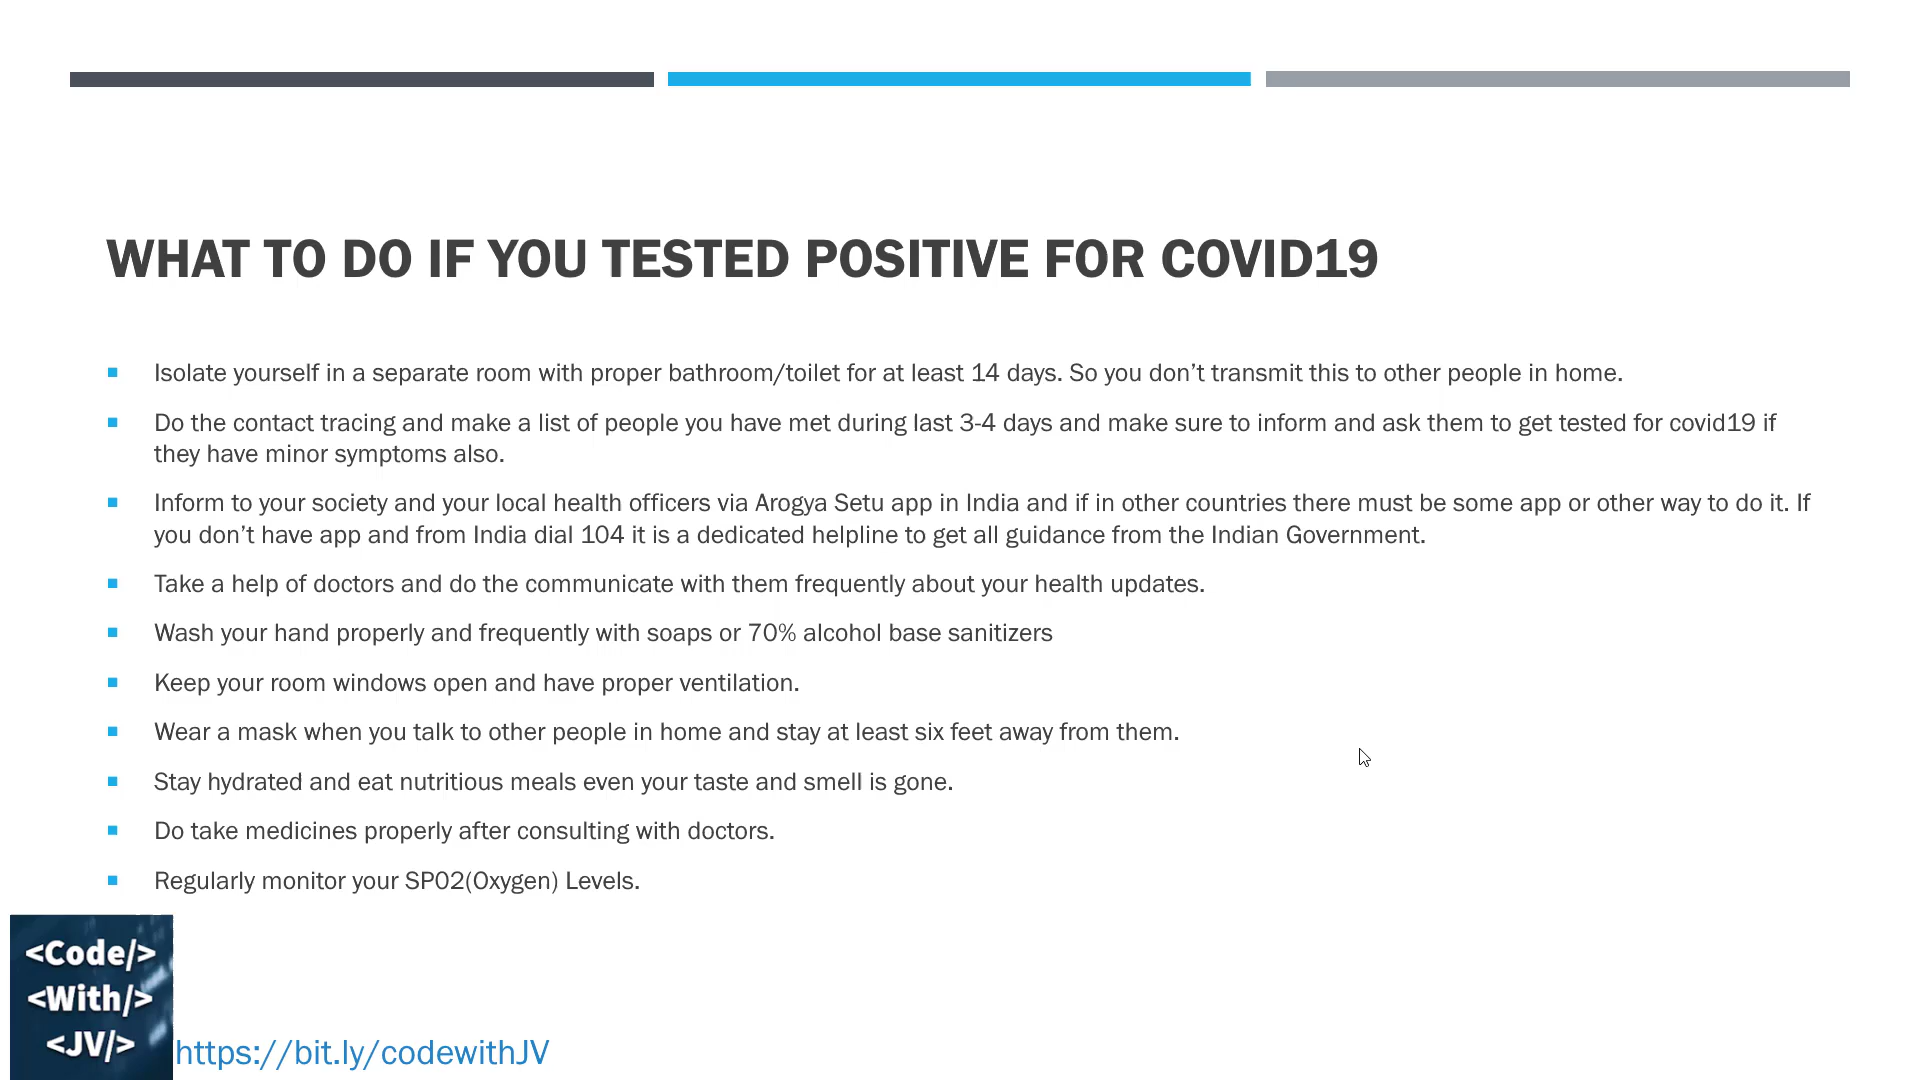 WHAT TO DO IF YOU TESTED POSITIVE FOR COVID19
Isolate yourself in a separate room with proper bathroom/toilet for at least 14 days. So you don’t transmit this to other people in home.
Do the contact tracing and make a list of people you have met during last 3-4 days and make sure to inform and ask them to get tested for covid19 if
they have minor symptoms also.
Inform to your society and your local health officers via Arogya Setu app in India and if in other countries there must be some app or other way to do it. If
you don’t have app and from India dial 104 it is a dedicated helpline to get all guidance from the Indian Government.
Take a help of doctors and do the communicate with them frequently about your health updates.
Wash your hand properly and frequently with soaps or 70% alcohol base sanitizers
Keep your room windows open and have proper ventilation.
Wear a mask when you talk to other people in home and stay at least six feet away from them.
Stay hydrated and eat nutritious meals even your taste and smell is gone.
Do take medicines properly after consulting with doctors.
Regularly monitor your SPO2(Oxygen) Levels.
<Code/>
<With/>
<JV/>
https://bit.ly/codewithJV